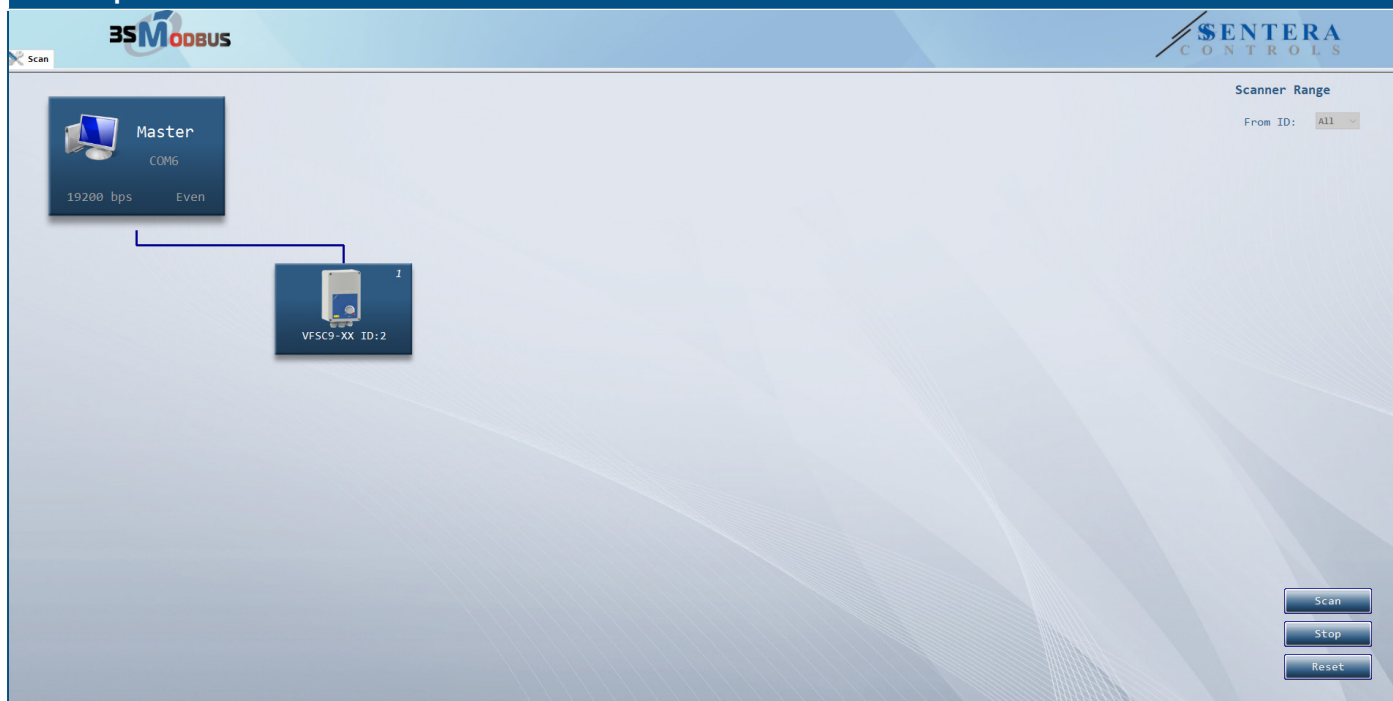 3SMODBUS
SENTERA
CONTROLS
Scan
Scanner Range
From ID: All
Master
COM6
19200 bps Even
1
VFSC9-XX ID:2
Scan
Stop
Reset